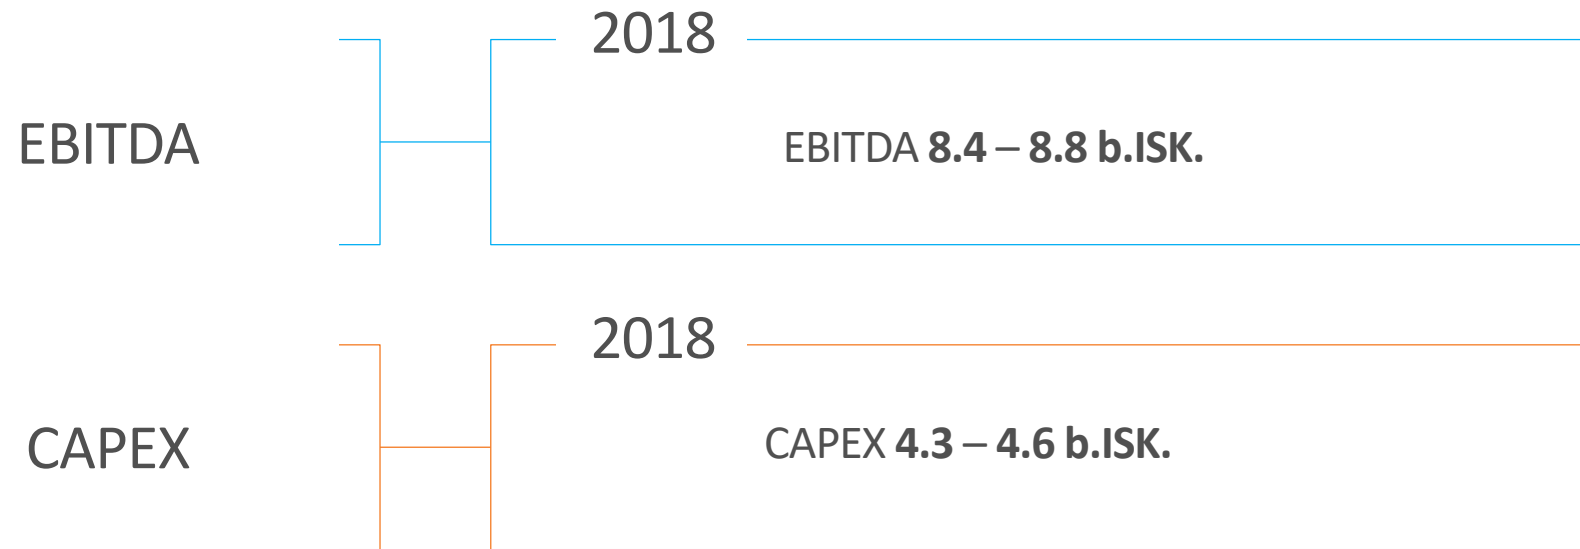 2018
EBITDA
EBITDA 8.4 – 8.8 b.ISK.
2018
CAPEX
CAPEX 4.3 – 4.6 b.ISK.